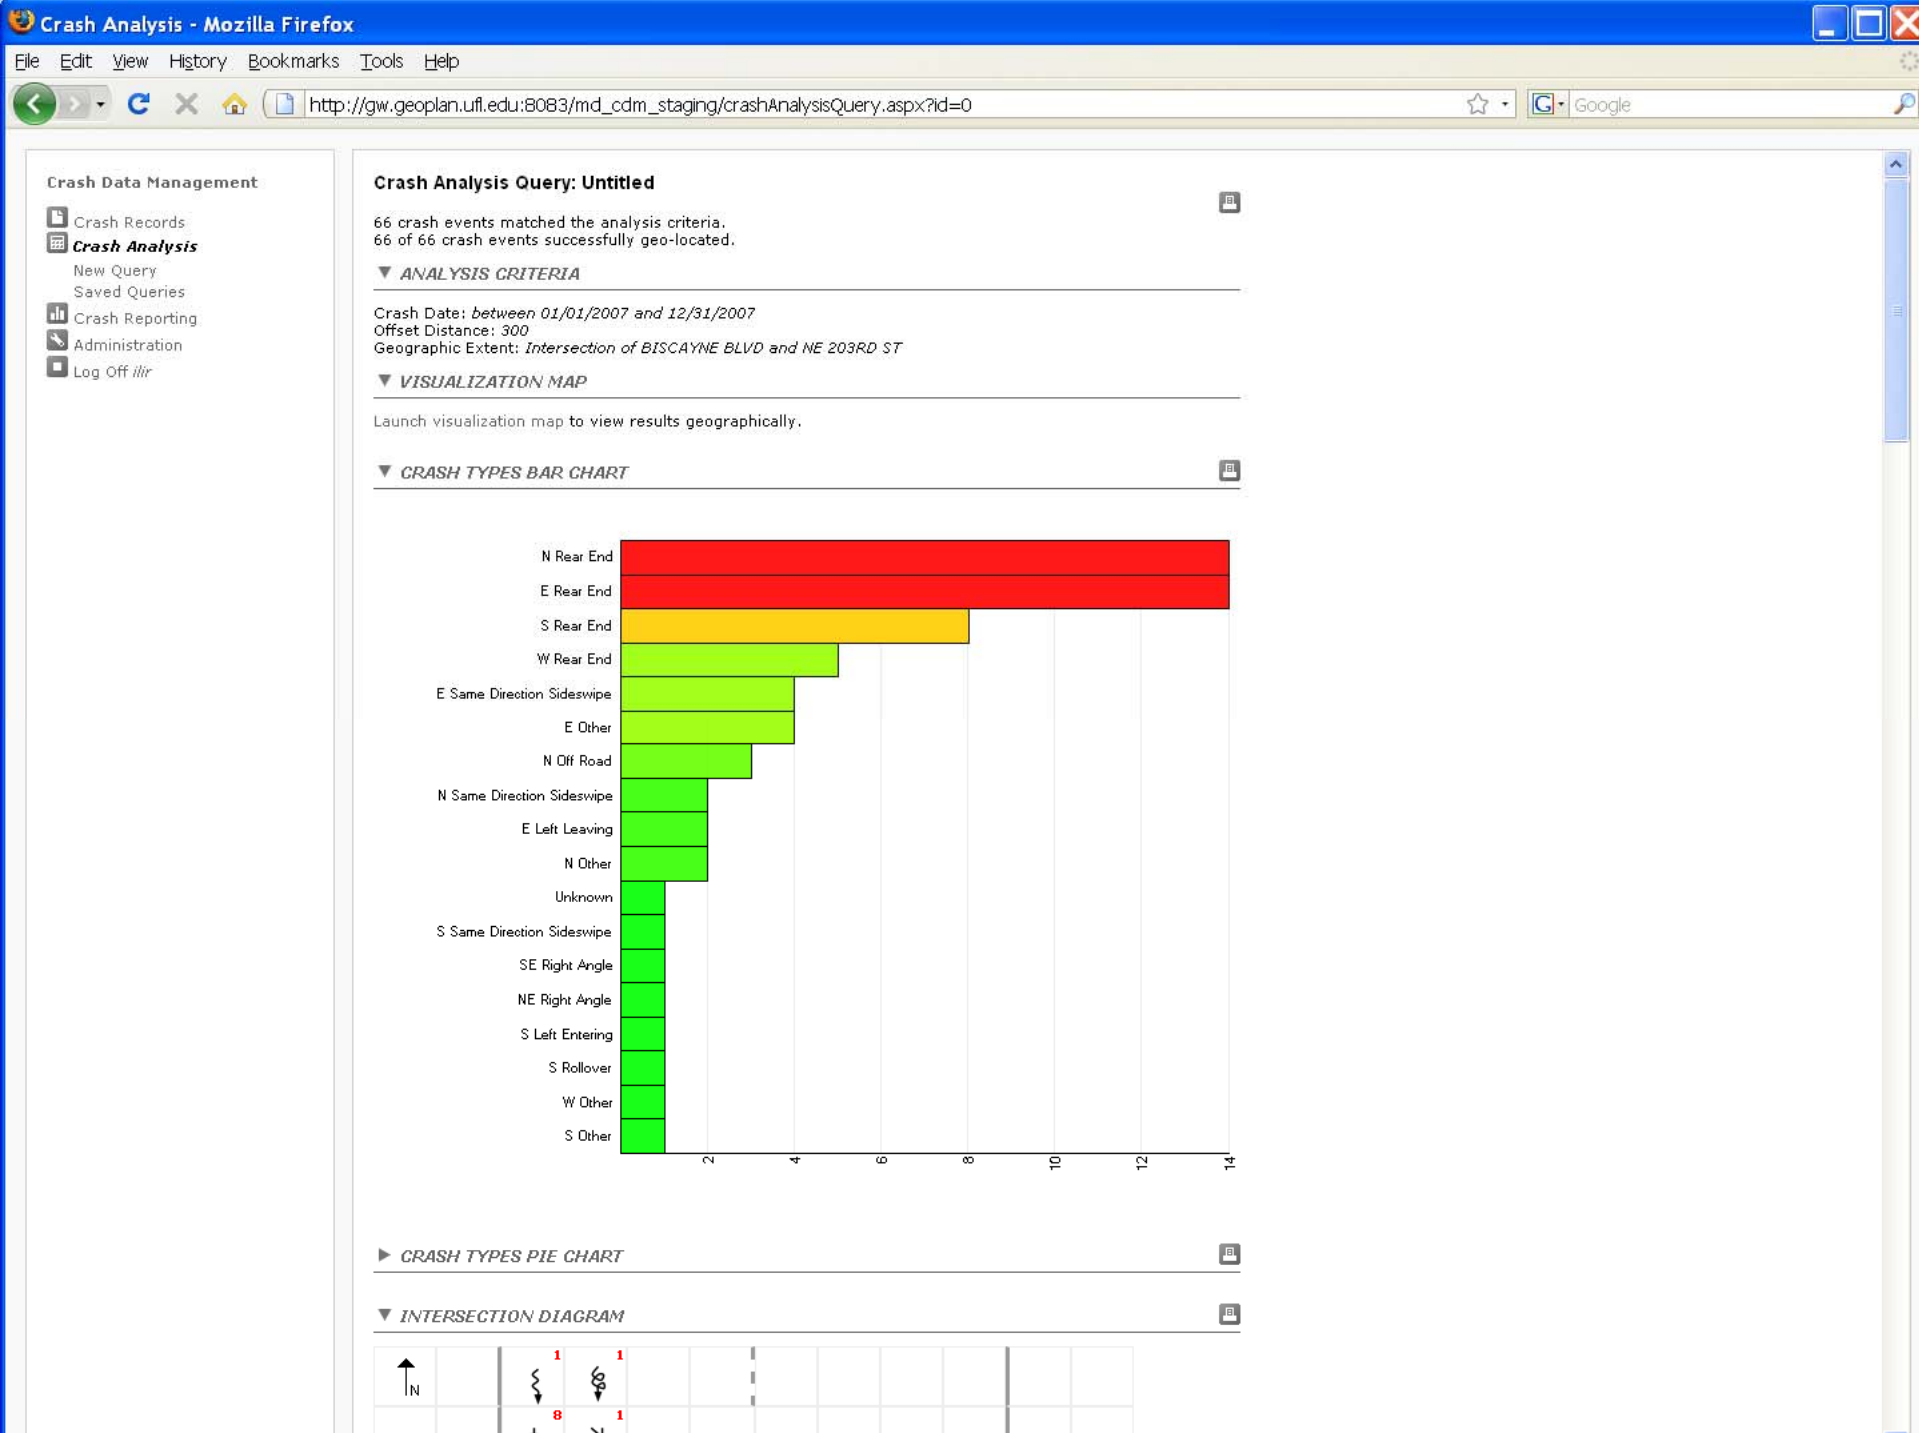 Crash Analysis - Mozilla Firefox
File Edit View History Bookmarks Tools Help
http://gw.geoplan.ufl.edu:8083/md_cdm_staging/crashAnalysisQuery.aspx?id=0
G
Google
Crash Data Management
Crash Records
Crash Analysis
New Query
Saved Queries
Crash Reporting
Administration
Log Off ilir
Crash Analysis Query: Untitled
66 crash events matched the analysis criteria.
66 of 66 crash events successfully geo-located.
ANALYSIS CRITERIA
Crash Date: between 01/01/2007 and 12/31/2007
Offset Distance: 300
Geographic Extent: Intersection of BISCAYNE BLVD and NE 203RD ST
VISUALIZATION MAP
Launch visualization map to view results geographically.
CRASH TYPES BAR CHART
N Rear End
E Rear End
S Rear End
W Rear End
E Same Direction Sideswipe
E Other
N Off Road
N Same Direction Sideswipe
E Left Leaving
N Other
Unknown
S Same Direction Sideswipe
SE Right Angle
NE Right Angle
S Left Entering
S Rollover
W Other
S Other
2 4 6 8 10 12 14
CRASH TYPES PIE CHART
INTERSECTION DIAGRAM
1 1
N
8 1